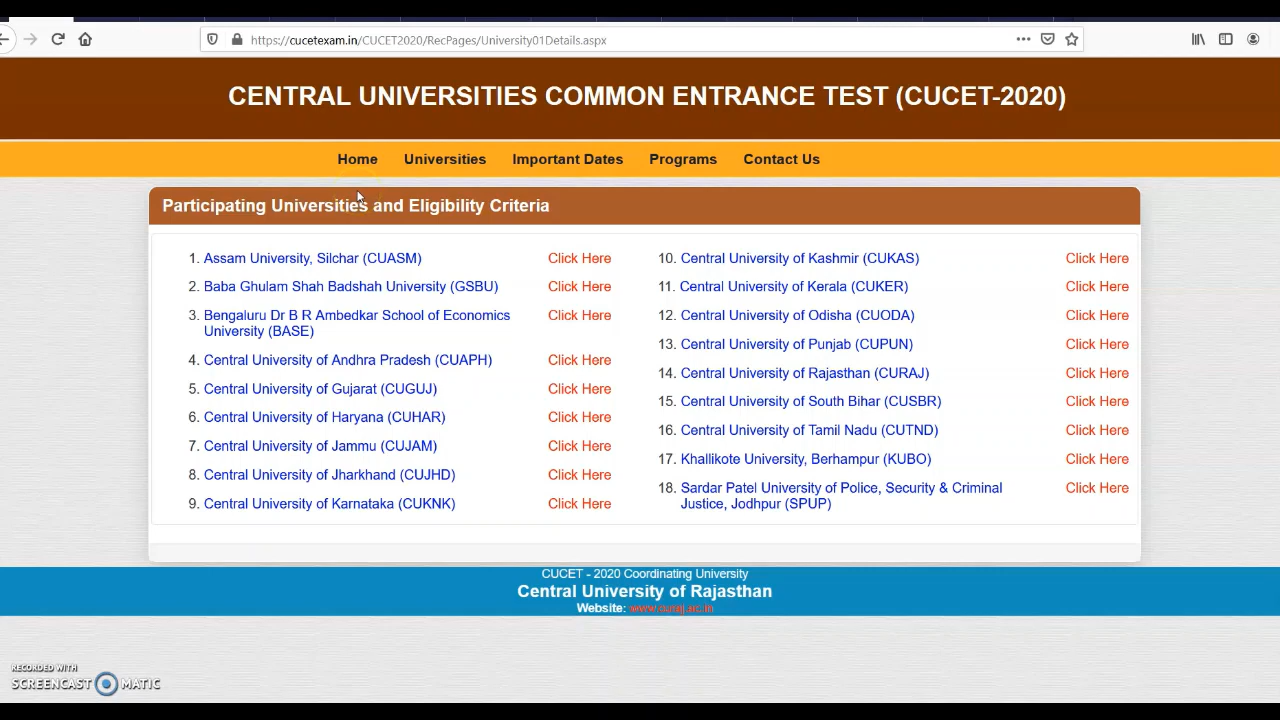 https://cucetexam.in/CUCET2020/RecPages/University01Details.aspx
CENTRAL UNIVERSITIES COMMON ENTRANCE TEST (CUCET-2020)
Home Universities Important Dates Programs Contact Us
Participating Universities and Eligibility Criteria
1. Assam University, Silchar (CUASM) Click Here
2. Baba Ghulam Shah Badshah University (GSBU) Click Here
3. Bengaluru Dr B R Ambedkar School of Economics Click Here
University (BASE)
4. Central University of Andhra Pradesh (CUAPH) Click Here
5. Central University of Gujarat (CUGUJ) Click Here
6. Central University of Haryana (CUHAR) Click Here
7. Central University of Jammu (CUJAM) Click Here
8. Central University of Jharkhand (CUJHD) Click Here
9. Central University of Karnataka (CUKNK) Click Here
10. Central University of Kashmir (CUKAS) Click Here
11. Central University of Kerala (CUKER) Click Here
12. Central University of Odisha (CUODA) Click Here
13. Central University of Punjab (CUPUN) Click Here
14. Central University of Rajasthan (CURAJ) Click Here
15. Central University of South Bihar (CUSBR) Click Here
16. Central University of Tamil Nadu (CUTND) Click Here
17. Khallikote University, Berhampur (KUBO) Click Here
18. Sardar Patel University of Police, Security & Criminal Click Here
Justice, Jodhpur (SPUP)
CUCET - 2020 Coordinating University
Central University of Rajasthan
Website: www.curaj.ac.in
RECORDED WITH
SCREENCAST MATIC